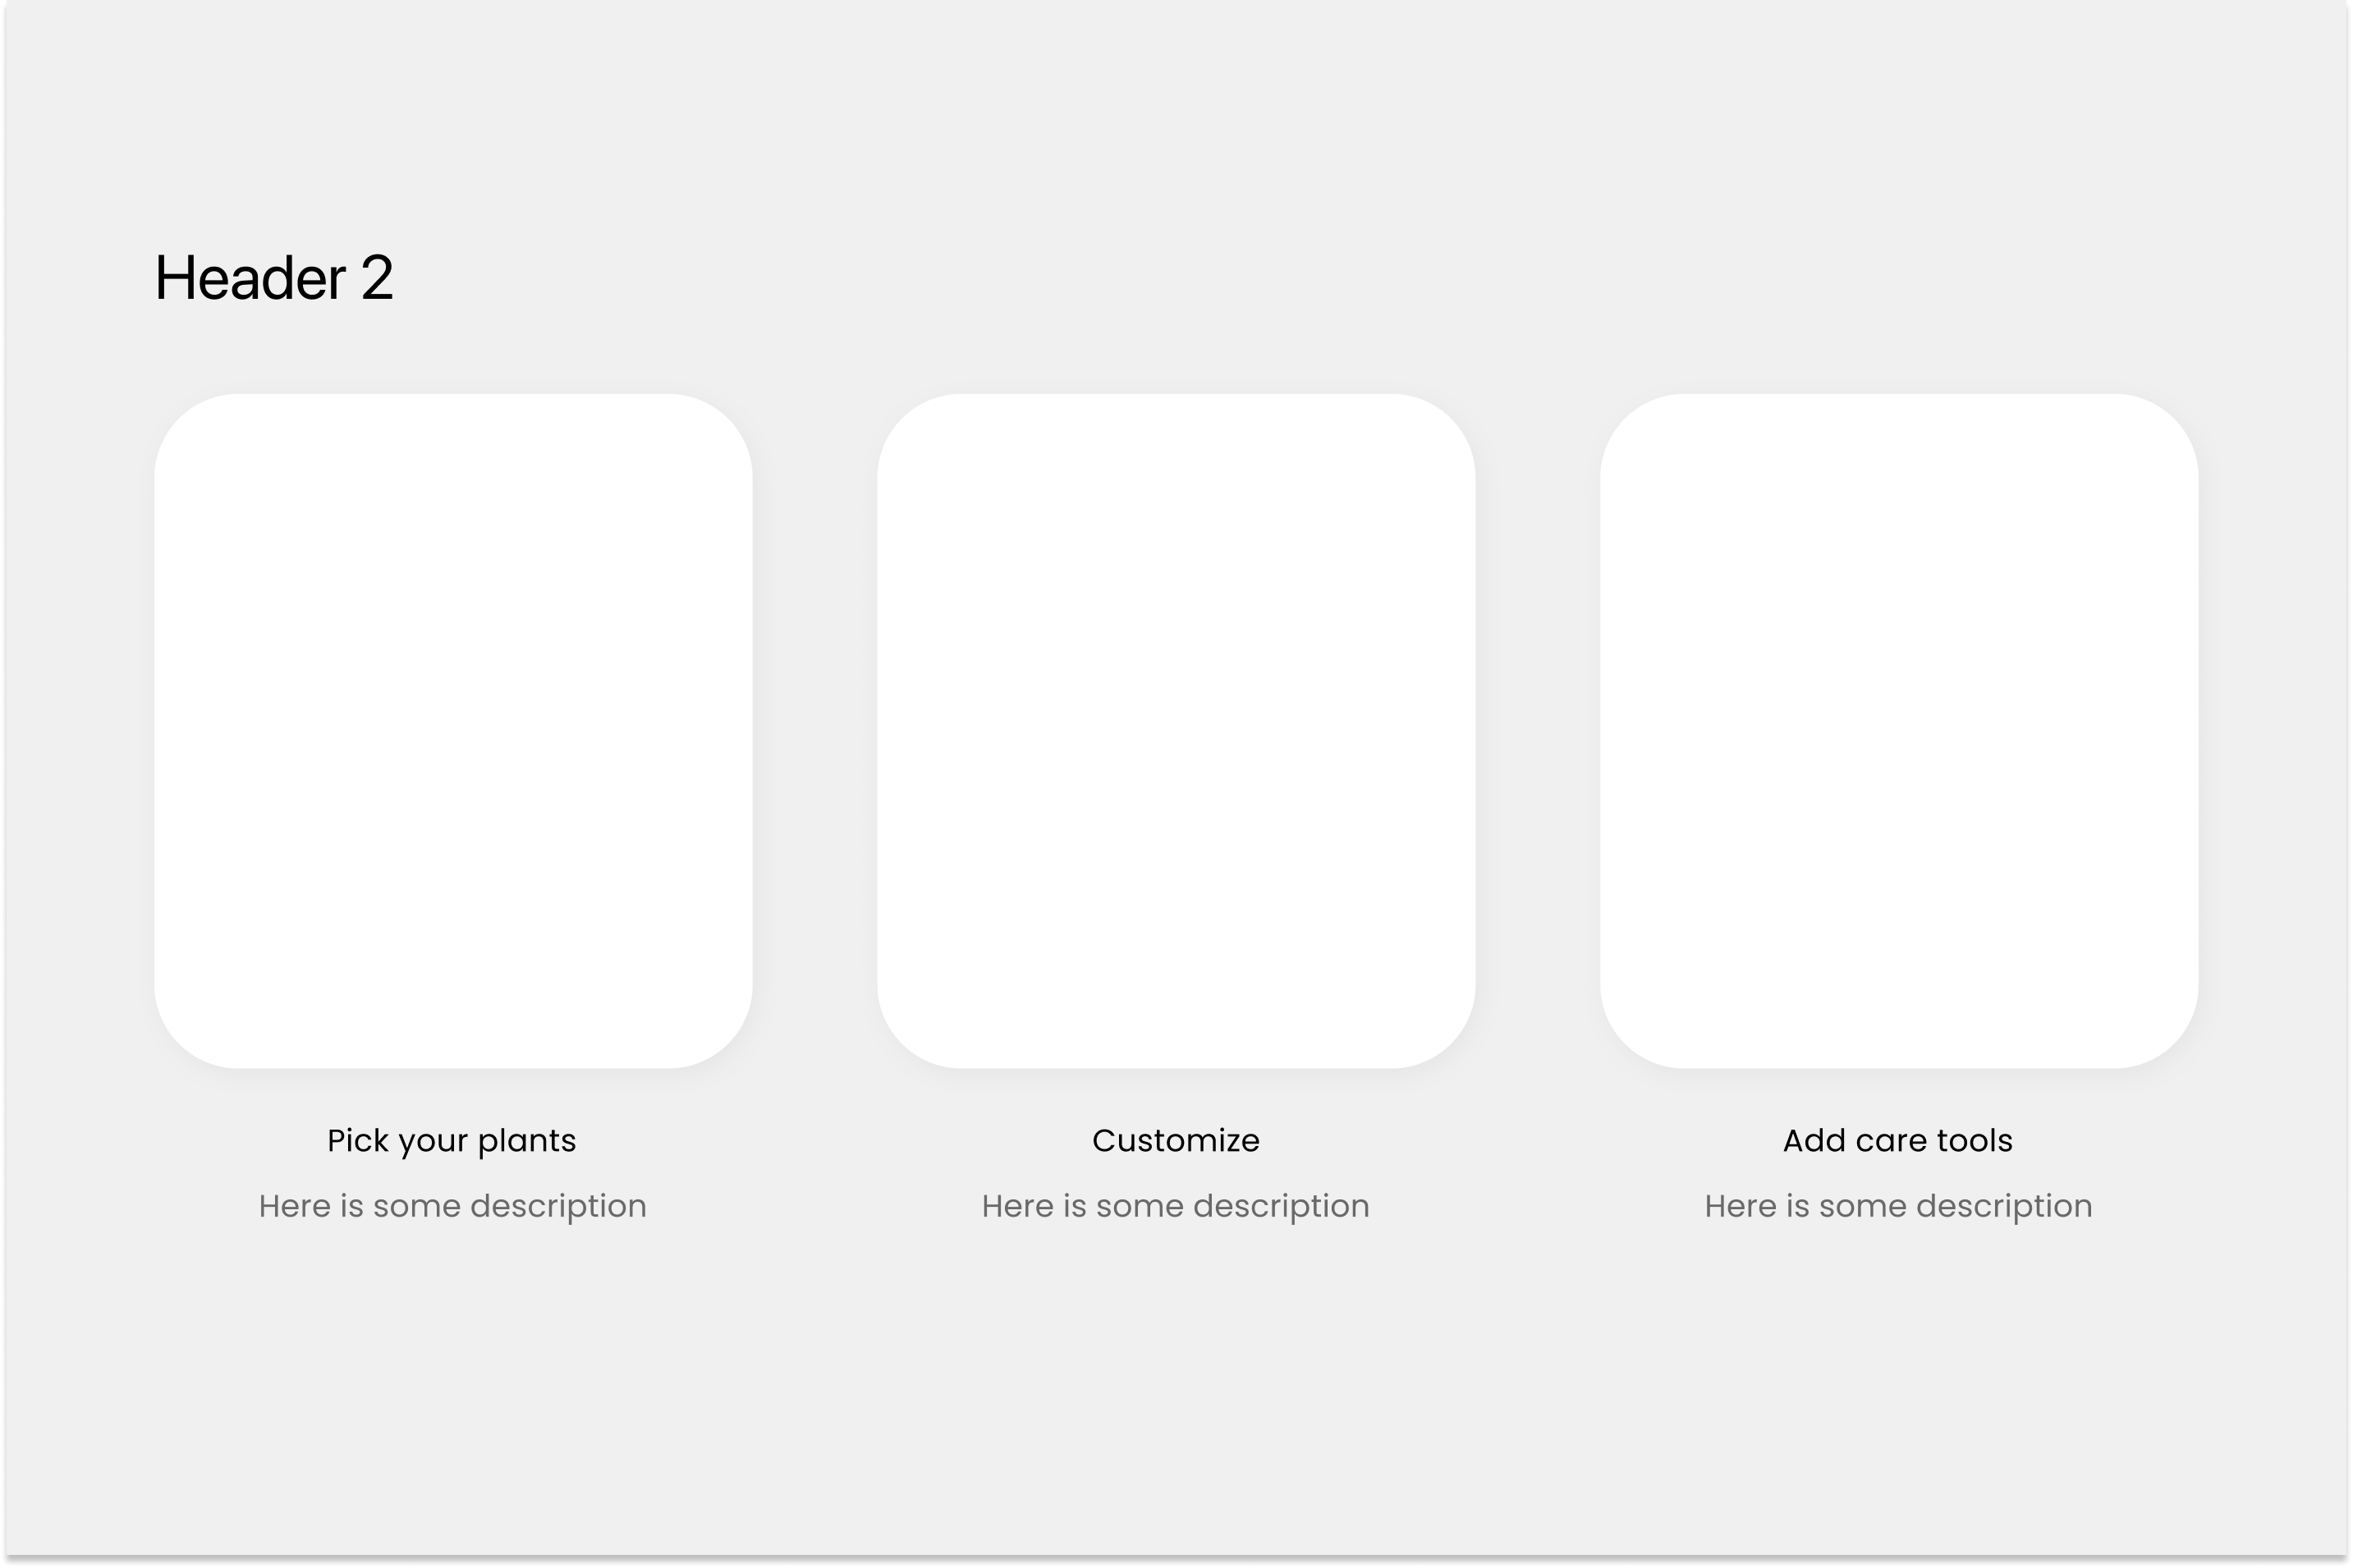 Header 2
Pick your plants
Here is some description
Customize
Here is some description
Add care tools
Here is some description